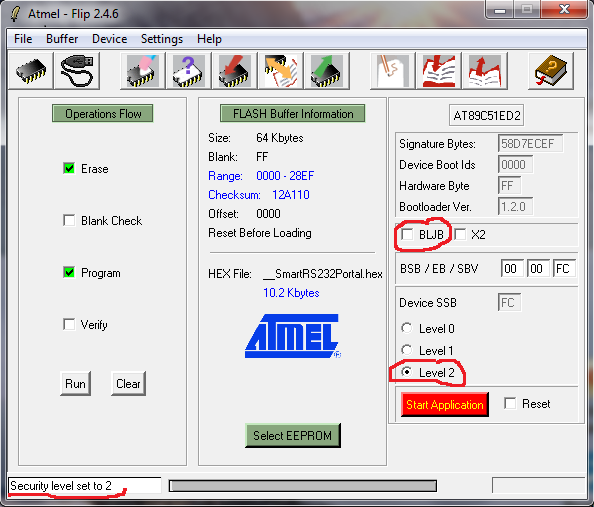 Atmel - Flip 2.4.6
File Buffer Device Settings Help
Operations Flow
Erase
Blank Check
Program
Verify
Run Clear
FLASH Buffer Information
Size: 64 Kbytes
Blank: FF
Range: 0000 - 28EF
Checksum: 12A110
Offset: 0000
Reset Before Loading
HEX File: __SmartRS232Portal.hex
10.2 Kbytes
ATMEL
Select EEPROM
AT89C51ED2
Signature Bytes: 58D7ECEF
Device Boot Ids 0000
Hardware Byte FF
Bootloader Ver. 1.2.0
BLJB X2
BSB / EB / SBV 00 00 FC
Device SSB FC
Level 0
Level 1
Level 2
Start Application Reset
Security level set to 2